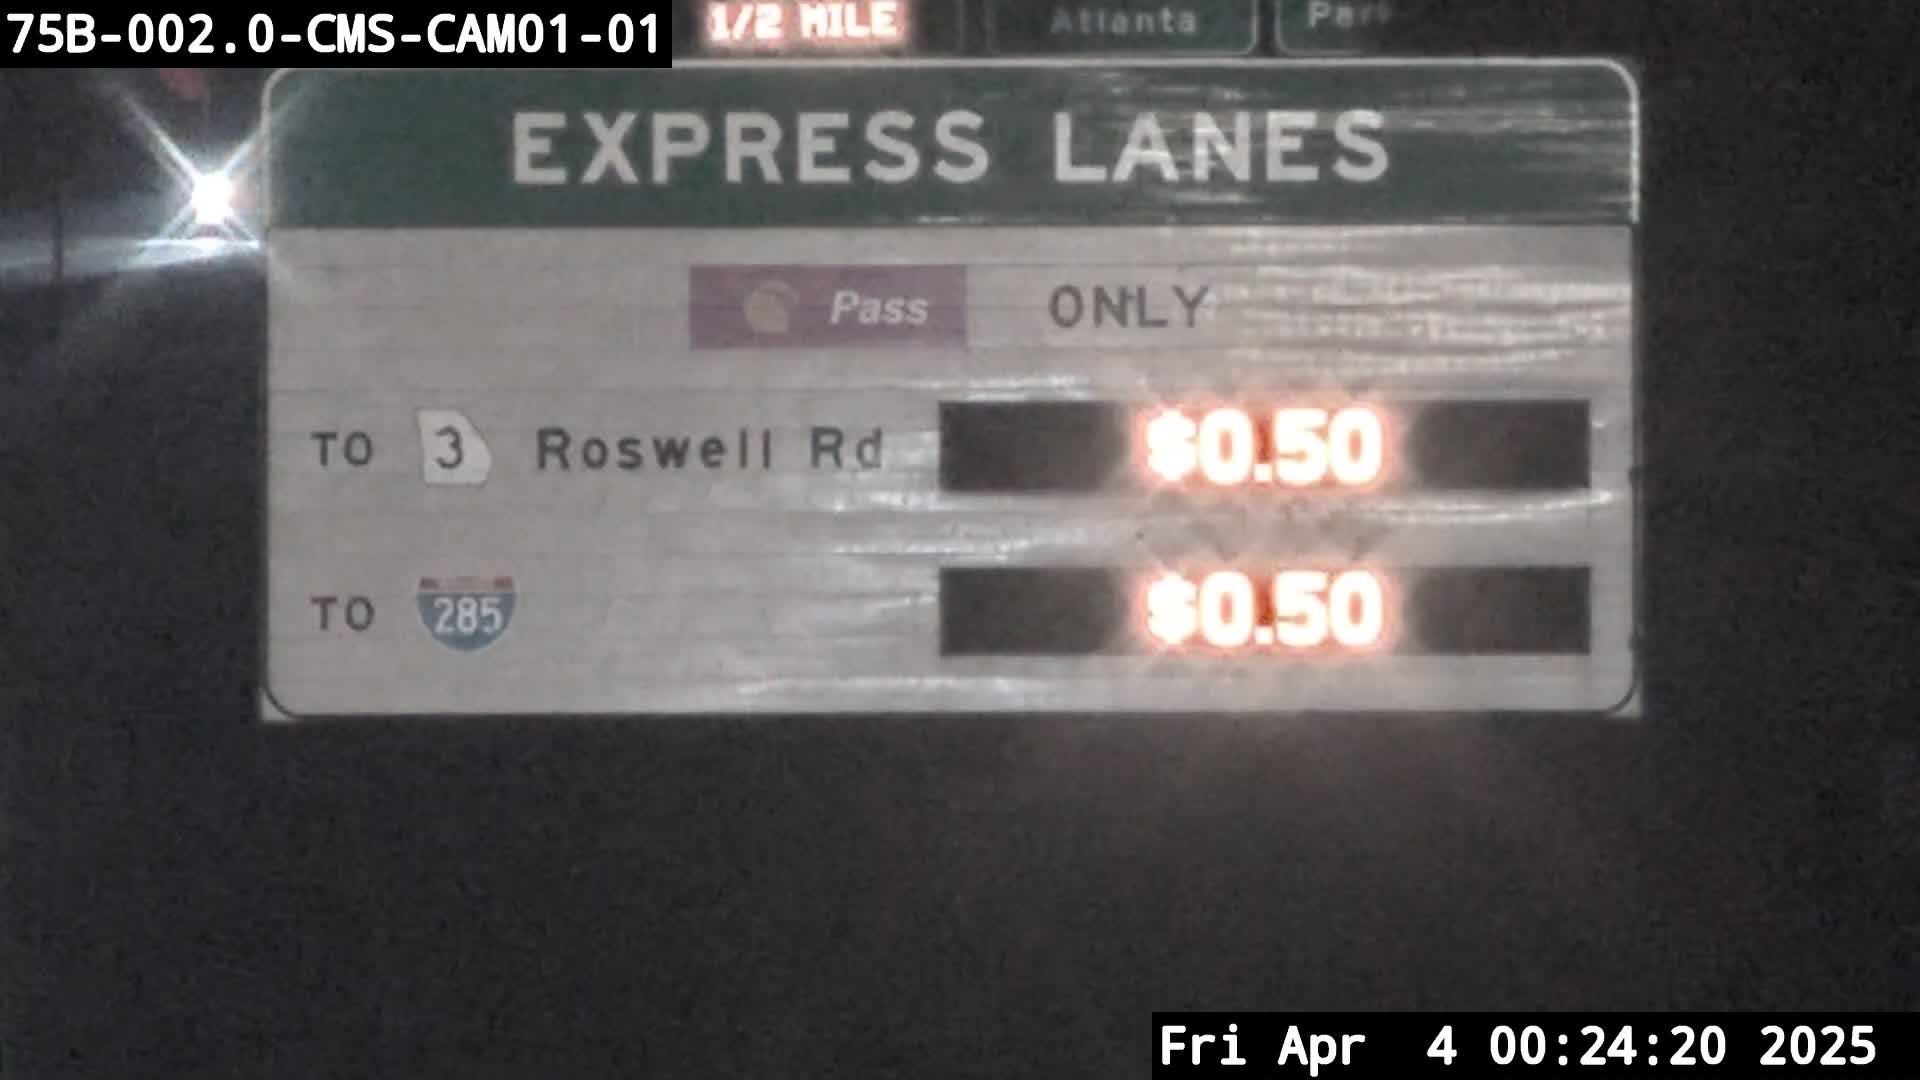 75B-002.0-CMS-CAM01-01
1/2 MILE
Atlanta
EXPRESS LANES
Pass ONLY
TO 3 Roswell Rd $0.50
TO 285 $0.50
Fri Apr 4 00:24:20 2025